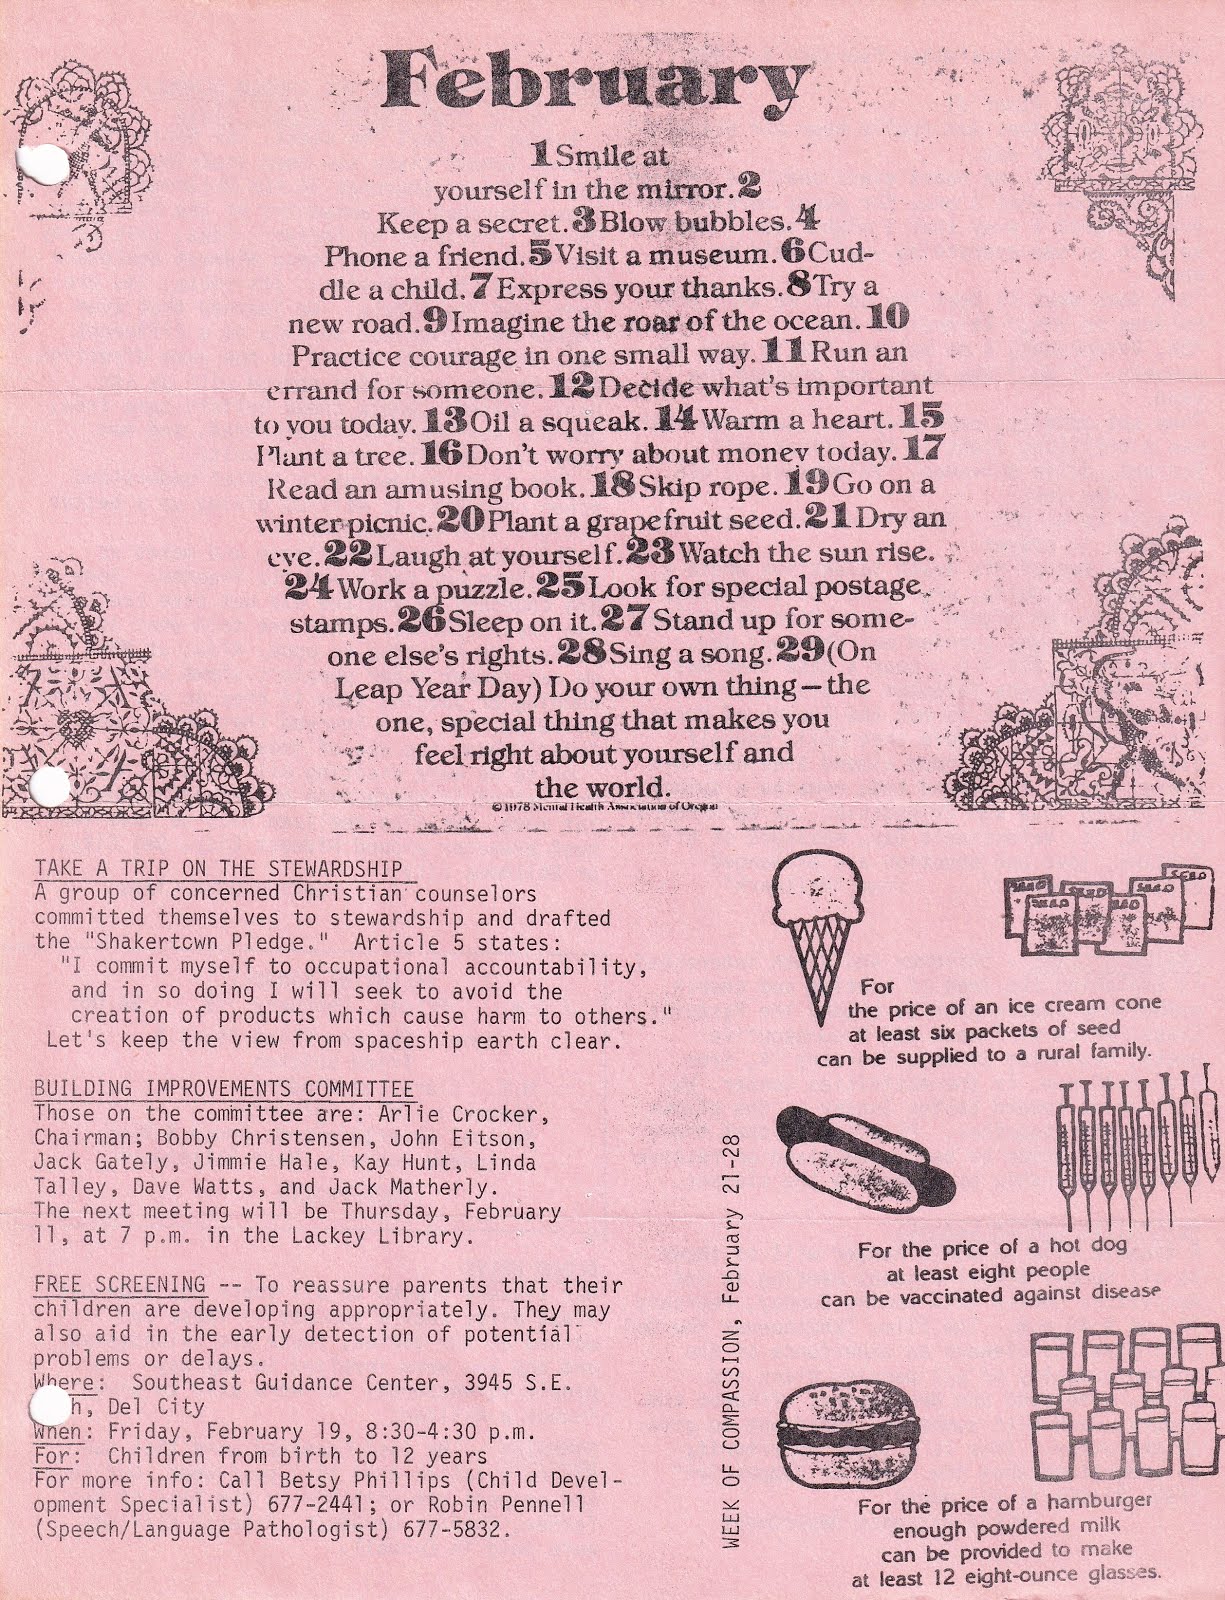 February
1 Smile at
yourself in the mirror. 2
Keep a secret. 3 Blow bubbles. 4
Phone a friend. 5 Visit a museum. 6 Cud-
dle a child. 7 Express your thanks. 8 Try a
new road. 9 Imagine the roar of the ocean. 10
Practice courage in one small way. 11 Run an
errand for someone. 12 Decide what's important
to you today. 13 Oil a squeak. 14 Warm a heart. 15
Plant a tree. 16 Don't worry about money today. 17
Read an amusing book. 18 Skip rope. 19 Go on a
winter picnic. 20 Plant a grapefruit seed. 21 Dry an
eye. 22 Laugh at yourself. 23 Watch the sun rise.
24 Work a puzzle. 25 Look for special postage
stamps. 26 Sleep on it. 27 Stand up for some-
one else's rights. 28 Sing a song. 29 (On
Leap Year Day) Do your own thing—the
one, special thing that makes you
feel right about yourself and
the world.
© 1978 Mental Health Association of Oregon
TAKE A TRIP ON THE STEWARDSHIP
A group of concerned Christian counselors
committed themselves to stewardship and drafted
the "Shakertown Pledge." Article 5 states:
"I commit myself to occupational accountability,
and in so doing I will seek to avoid the
creation of products which cause harm to others."
Let's keep the view from spaceship earth clear.
BUILDING IMPROVEMENTS COMMITTEE
Those on the committee are: Arlie Crocker,
Chairman; Bobby Christensen, John Eitson,
Jack Gately, Jimmie Hale, Kay Hunt, Linda
Talley, Dave Watts, and Jack Matherly.
The next meeting will be Thursday, February
11, at 7 p.m. in the Lackey Library.
FREE SCREENING -- To reassure parents that their
children are developing appropriately. They may
also aid in the early detection of potential
problems or delays.
Where: Southeast Guidance Center, 3945 S.E.
h, Del City
When: Friday, February 19, 8:30-4:30 p.m.
For: Children from birth to 12 years
For more info: Call Betsy Phillips (Child Devel-
opment Specialist) 677-2441; or Robin Pennell
(Speech/Language Pathologist) 677-5832.
WEEK OF COMPASSION, February 21-28
SEED
SEED
SEED
SEED
SEED
For
the price of an ice cream cone
at least six packets of seed
can be supplied to a rural family.
For the price of a hot dog
at least eight people
can be vaccinated against disease
For the price of a hamburger
enough powdered milk
can be provided to make
at least 12 eight-ounce glasses.